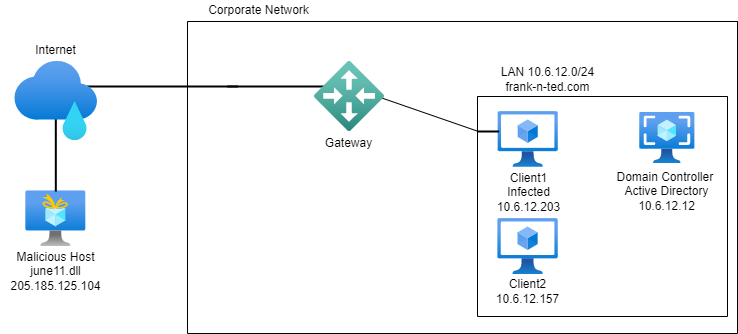 Corporate Network
Internet
LAN 10.6.12.0/24
frank-n-ted.com
Gateway
Client1
Infected
10.6.12.203
Domain Controller
Active Directory
10.6.12.12
Malicious Host
june11.dll
205.185.125.104
Client2
10.6.12.157